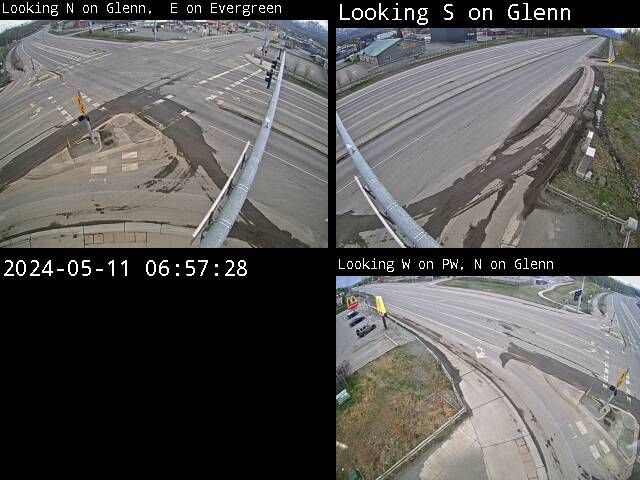 Looking N on Glenn, E on Evergreen
Looking S on Glenn
2024-05-11 06:57:28
Looking W on PW, N on Glenn